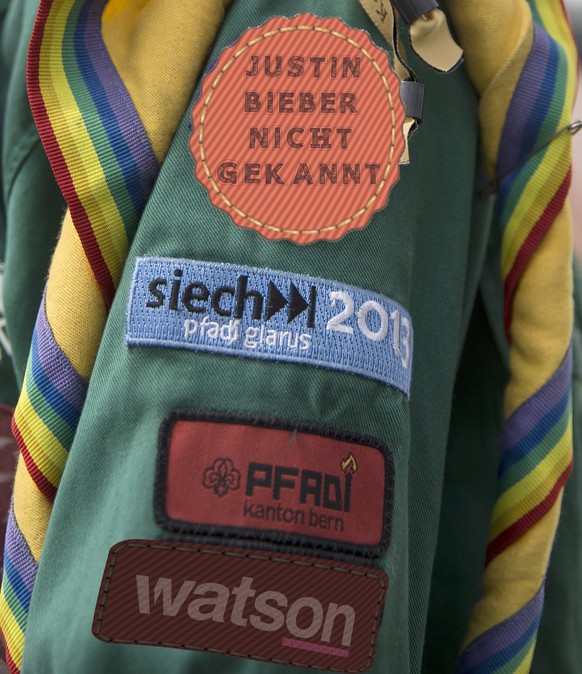 JUSTIN
BIEBER
NICHT
GEKANNT
siech 2013
pfadi glarus
PFADI
kanton bern
watson